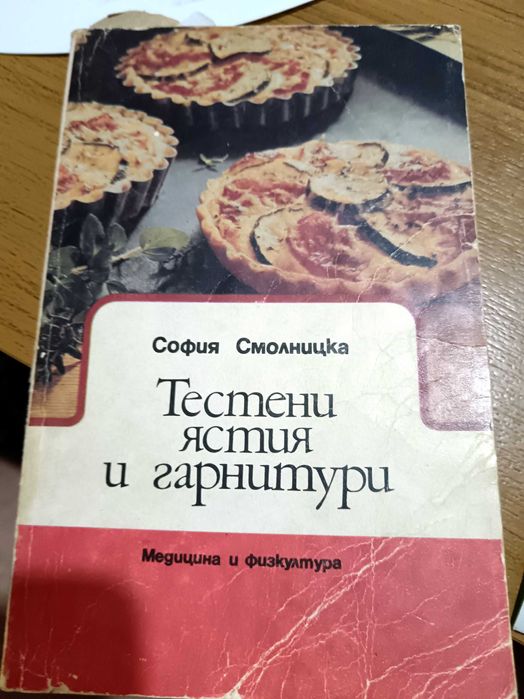 София Смолницка
Тестени
ястия
и гарнитури
Медицина и физкултура